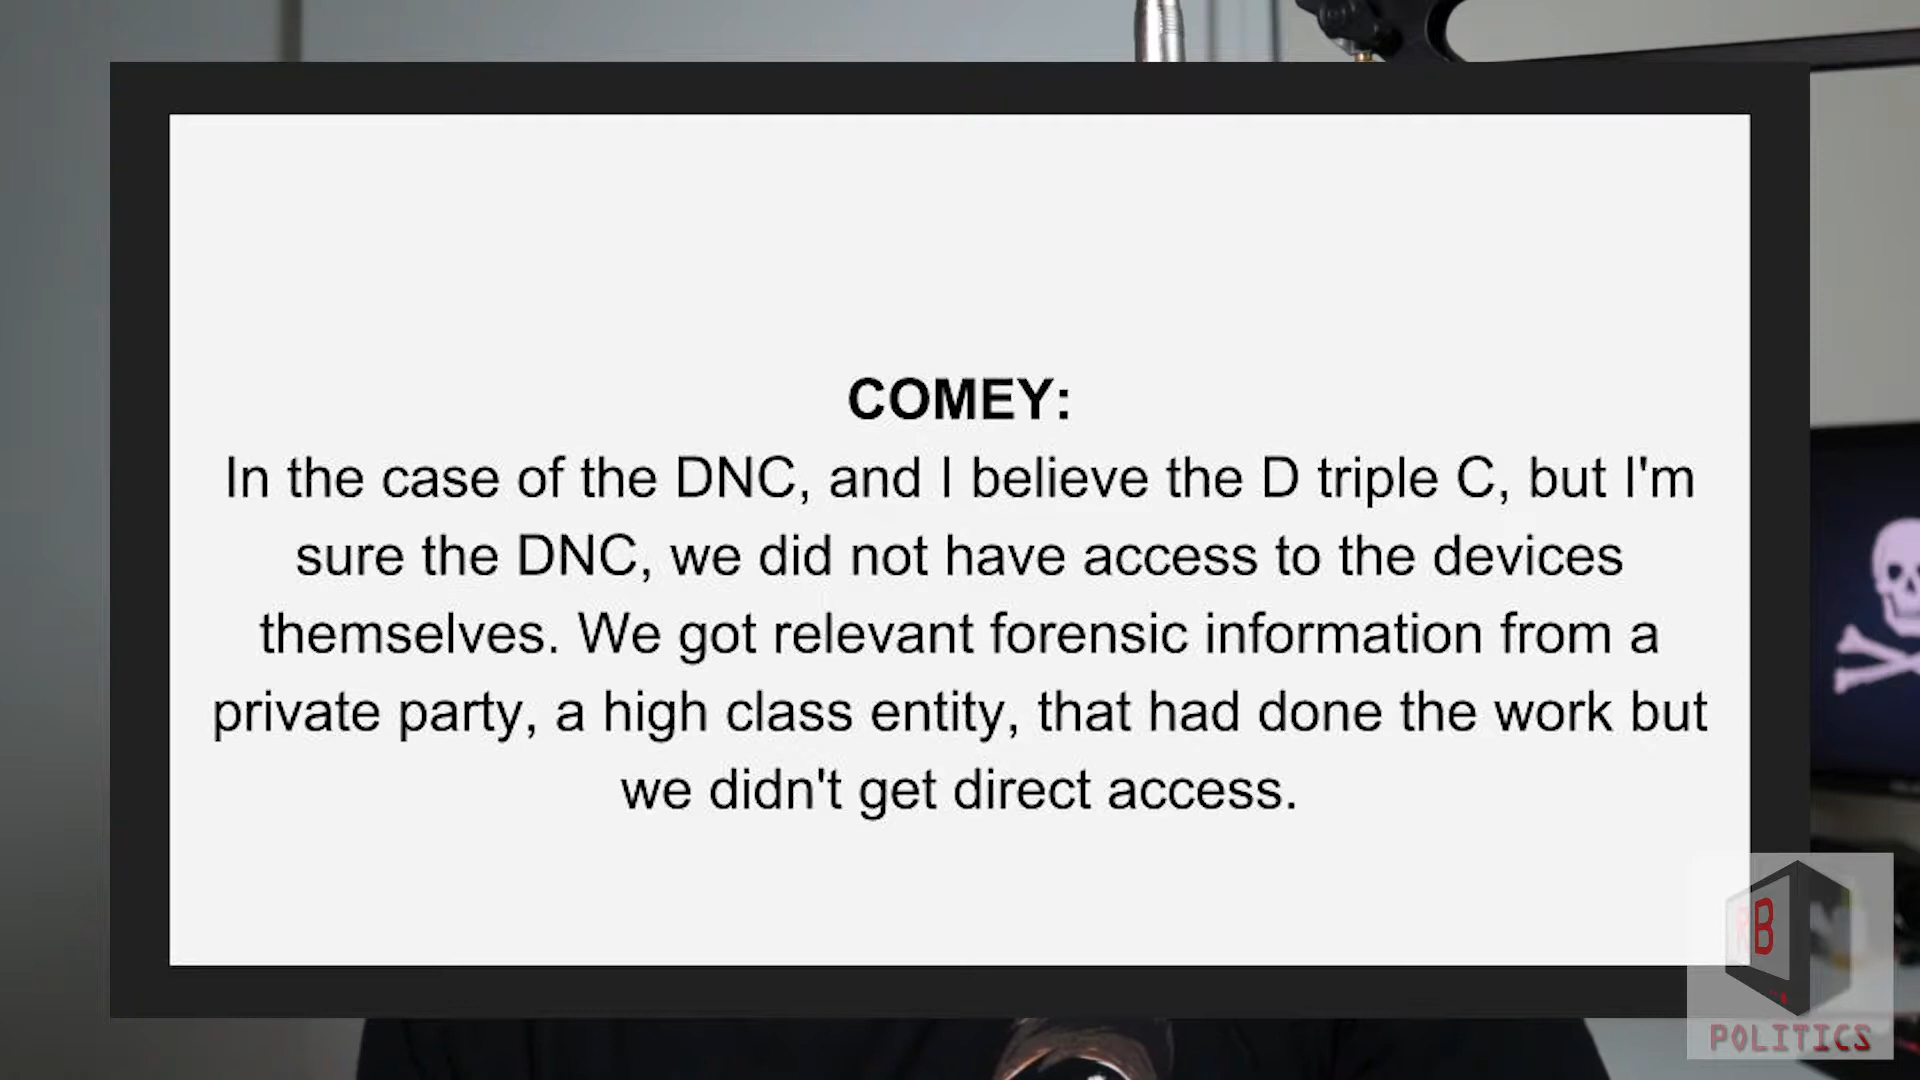 COMEY:
In the case of the DNC, and I believe the D triple C, but I'm
sure the DNC, we did not have access to the devices
themselves. We got relevant forensic information from a
private party, a high class entity, that had done the work but
we didn't get direct access.
RBN
POLITICS